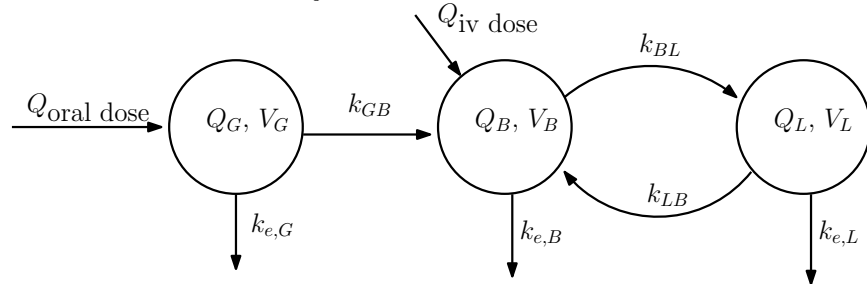 Q_iv dose
k_BL
Q_oral dose
Q_G, V_G
k_GB
Q_B, V_B
Q_L, V_L
k_LB
k_e,G
k_e,B
k_e,L